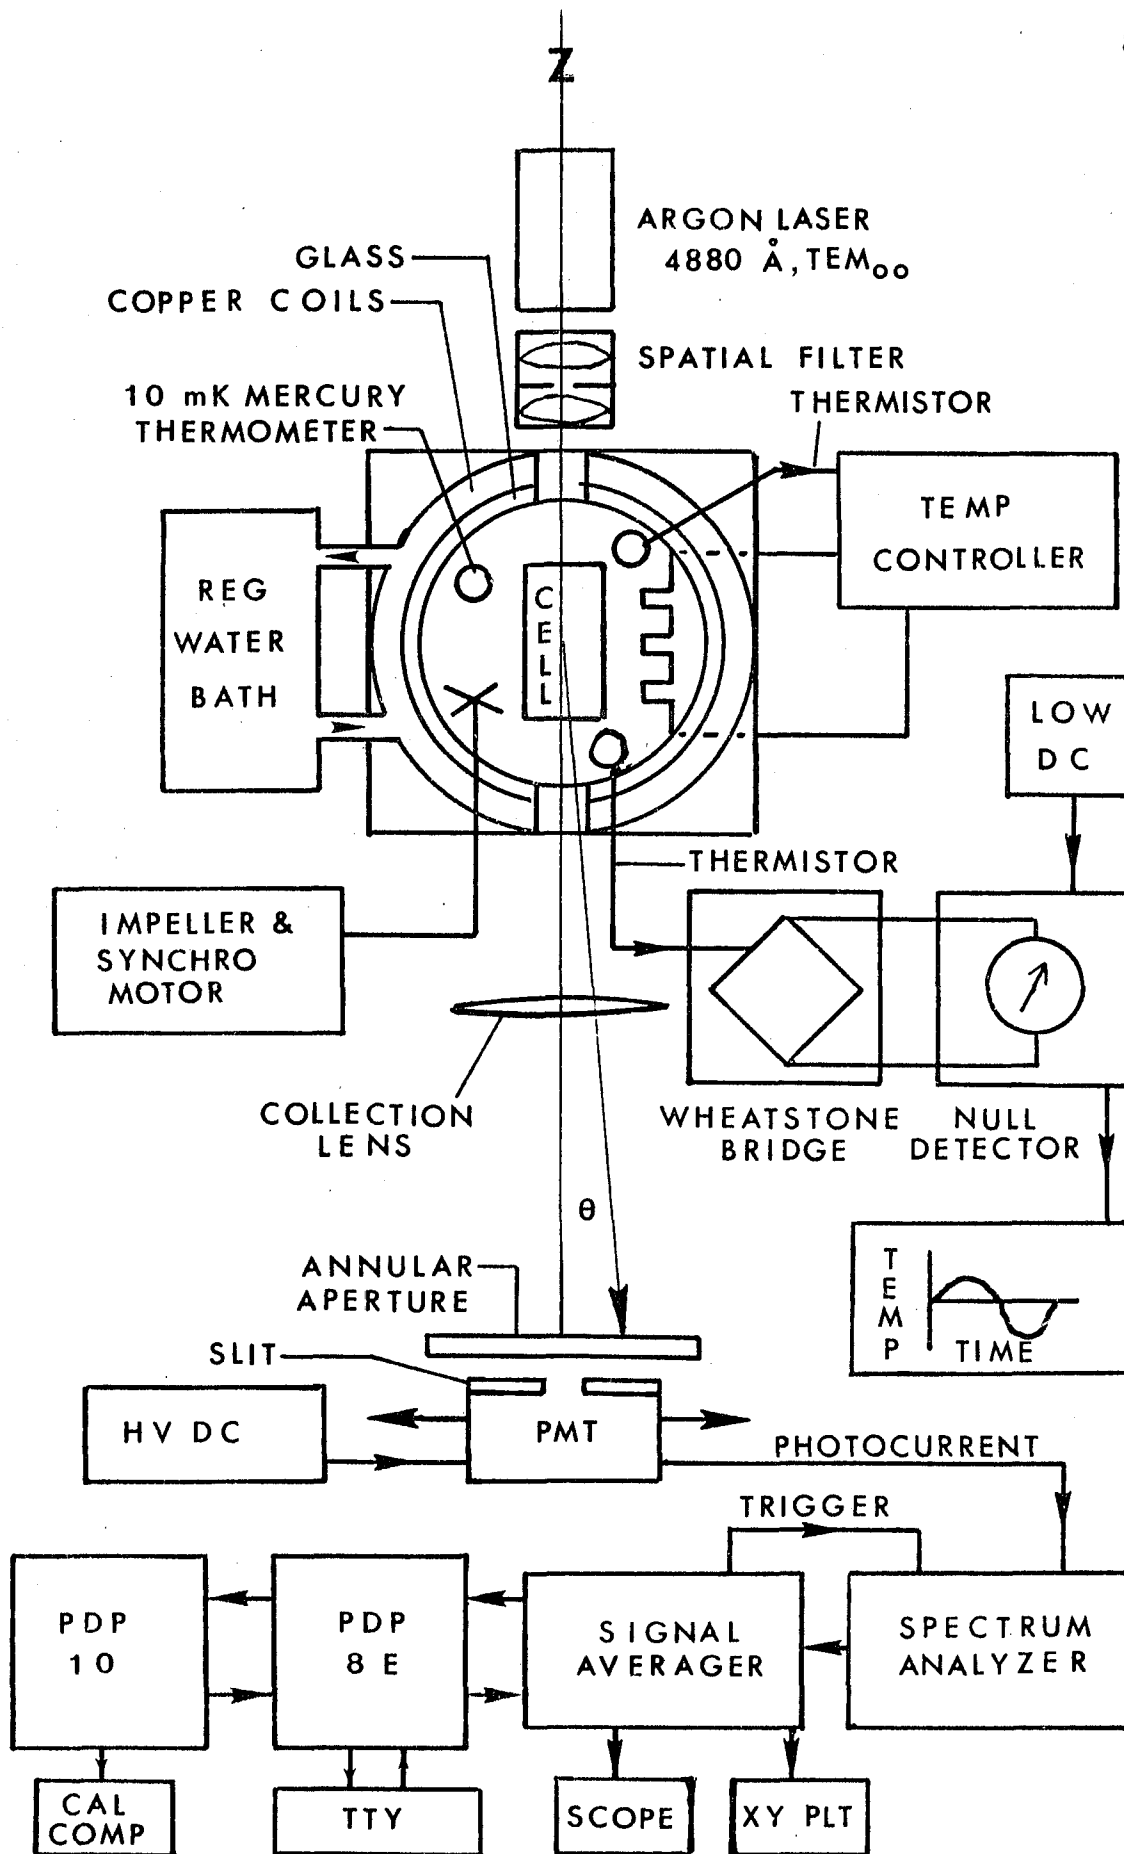 Z
ARGON LASER
4880 Å, TEM₀₀
GLASS
COPPER COILS
SPATIAL FILTER
10 mK MERCURY
THERMOMETER
THERMISTOR
TEMP
CONTROLLER
REG
WATER
BATH
CELL
LOW
DC
THERMISTOR
IMPELLER &
SYNCHRO
MOTOR
COLLECTION
LENS
WHEATSTONE
BRIDGE
NULL
DETECTOR
θ
ANNULAR
APERTURE
TEMP
TIME
SLIT
HV DC
PMT
PHOTOCURRENT
TRIGGER
PDP
10
PDP
8 E
SIGNAL
AVERAGER
SPECTRUM
ANALYZER
CAL
COMP
TTY
SCOPE
XY PLT